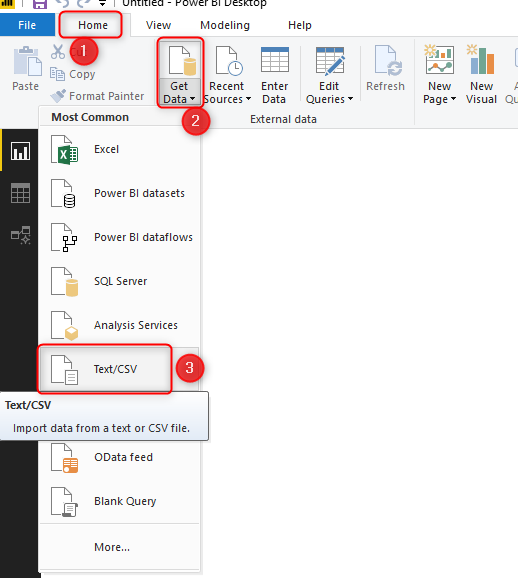 Untitled - Power BI Desktop
File Home View Modeling Help
1
Paste
Copy
Format Painter
Get Data
2
Recent Sources
Enter Data
Edit Queries
Refresh
New Page
New Visual
External data
Most Common
Excel
Power BI datasets
Power BI dataflows
SQL Server
Analysis Services
Text/CSV
3
Text/CSV
Import data from a text or CSV file.
OData feed
Blank Query
More...